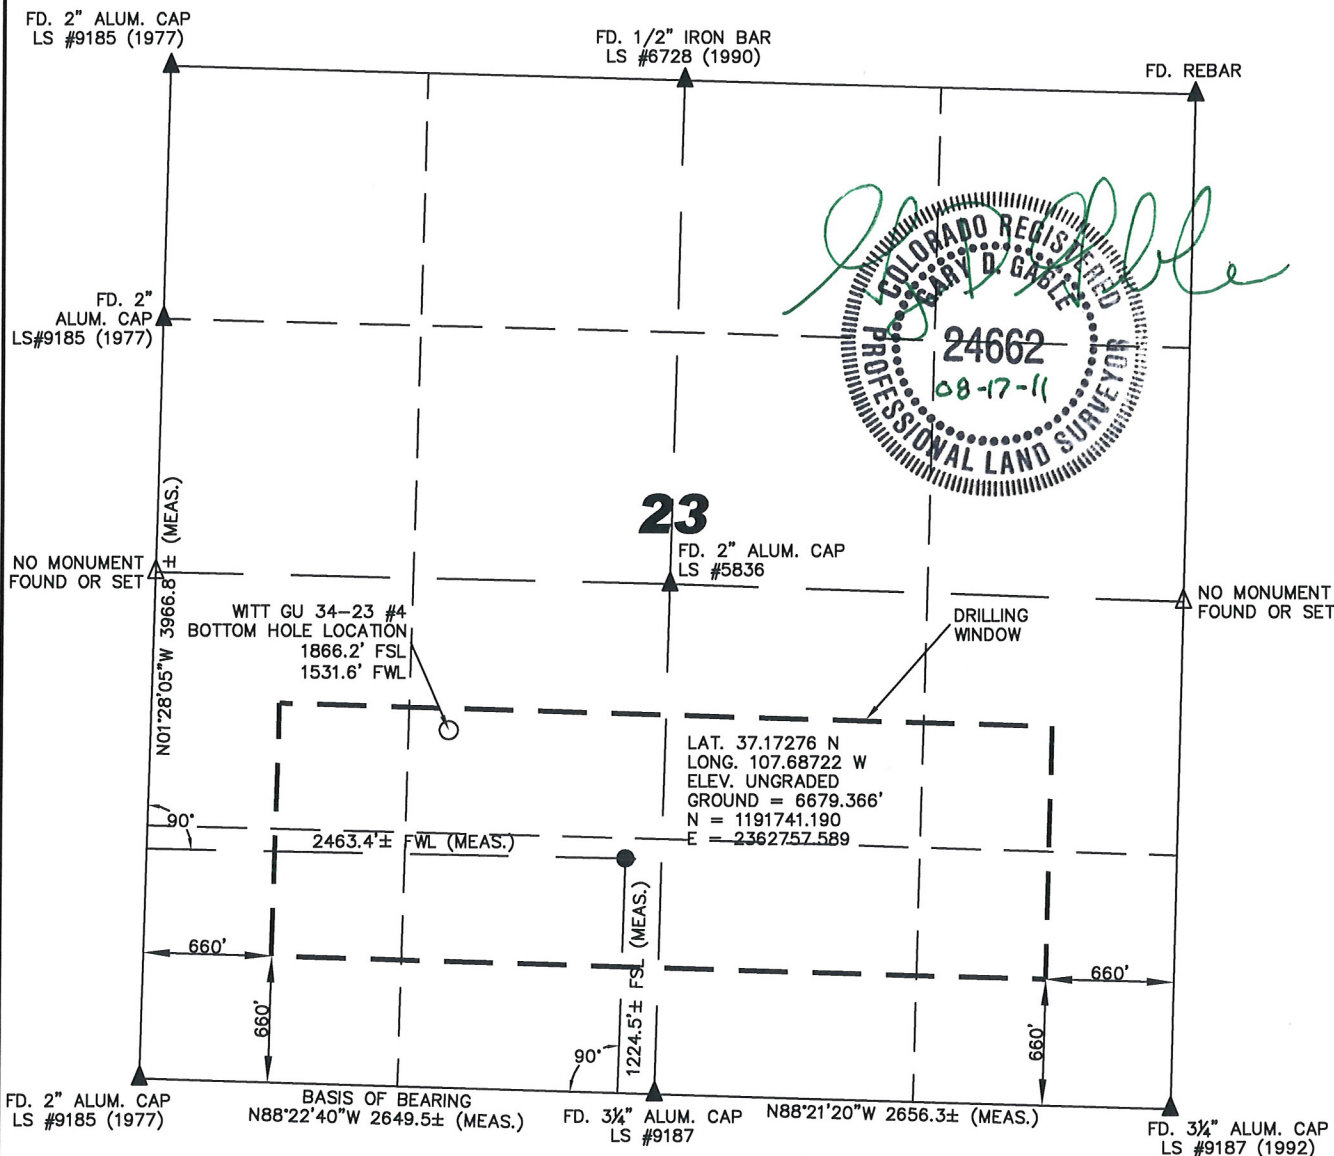 FD. 2" ALUM. CAP
LS #9185 (1977)
FD. 1/2" IRON BAR
LS #6728 (1990)
FD. REBAR
COLORADO REGISTERED
GARY D. GABLE
24662
08-17-11
PROFESSIONAL LAND SURVEYOR
FD. 2"
ALUM. CAP
LS#9185 (1977)
N01°28'05"W 3966.8'± (MEAS.)
23
FD. 2" ALUM. CAP
LS #5836
NO MONUMENT
FOUND OR SET
NO MONUMENT
FOUND OR SET
WITT GU 34-23 #4
BOTTOM HOLE LOCATION
1866.2' FSL
1531.6' FWL
DRILLING
WINDOW
LAT. 37.17276 N
LONG. 107.68722 W
ELEV. UNGRADED
GROUND = 6679.366'
N = 1191741.190
E = 2362757.589
90°
2463.4'± FWL (MEAS.)
1224.5'± FSL (MEAS.)
660'
660'
660'
660'
90°
FD. 2" ALUM. CAP
LS #9185 (1977)
BASIS OF BEARING
N88°22'40"W 2649.5± (MEAS.)
FD. 3¼" ALUM. CAP
LS #9187
N88°21'20"W 2656.3± (MEAS.)
FD. 3¼" ALUM. CAP
LS #9187 (1992)